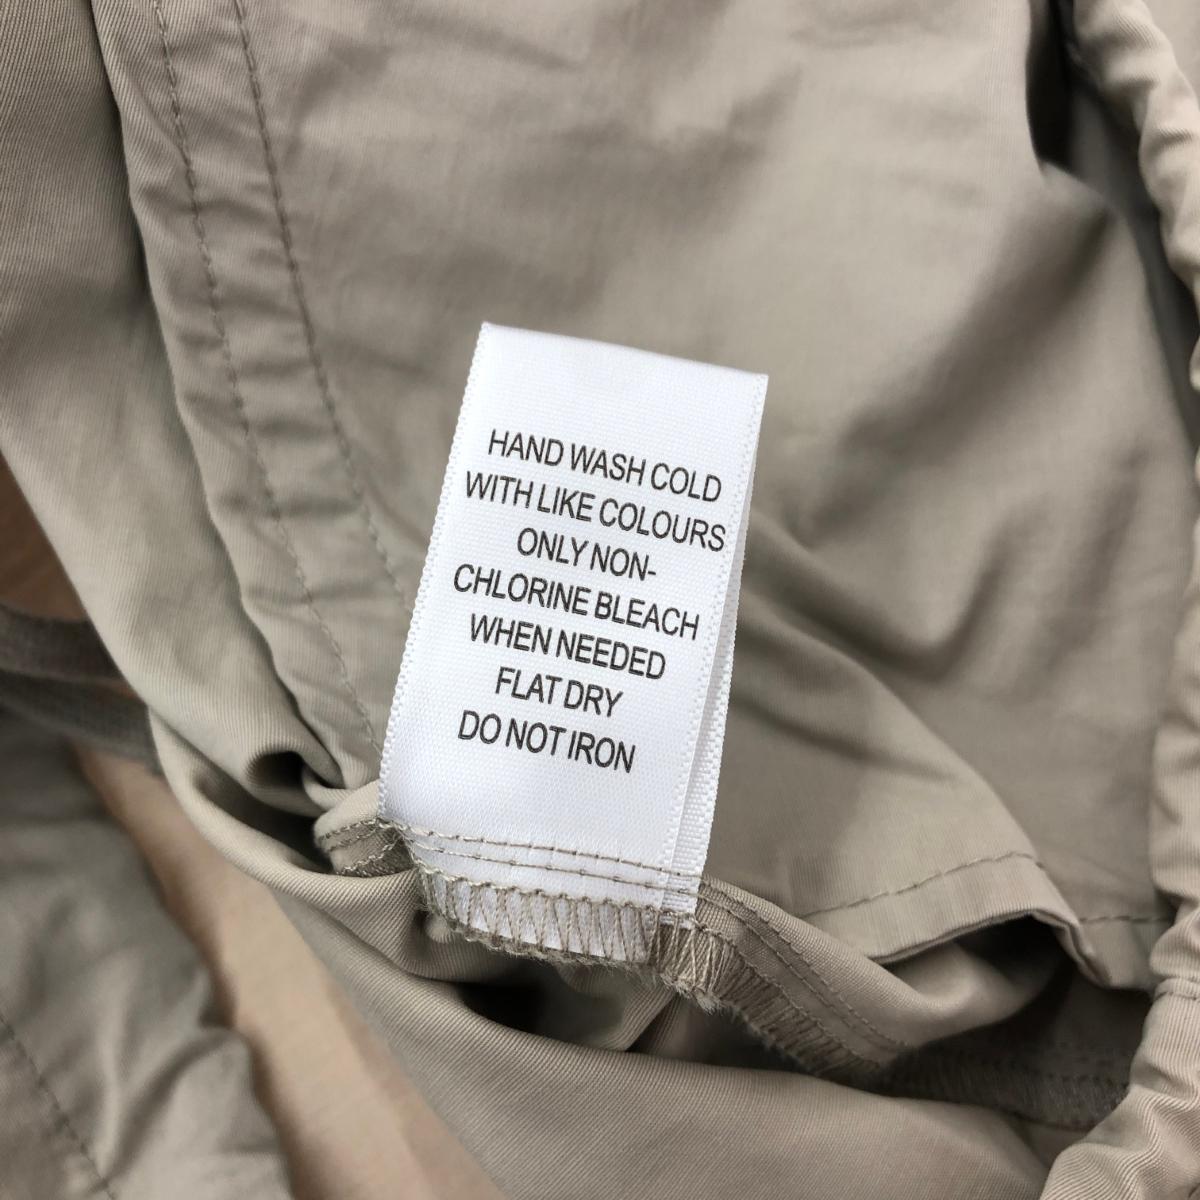 HAND WASH COLD
WITH LIKE COLOURS
ONLY NON-
CHLORINE BLEACH
WHEN NEEDED
FLAT DRY
DO NOT IRON